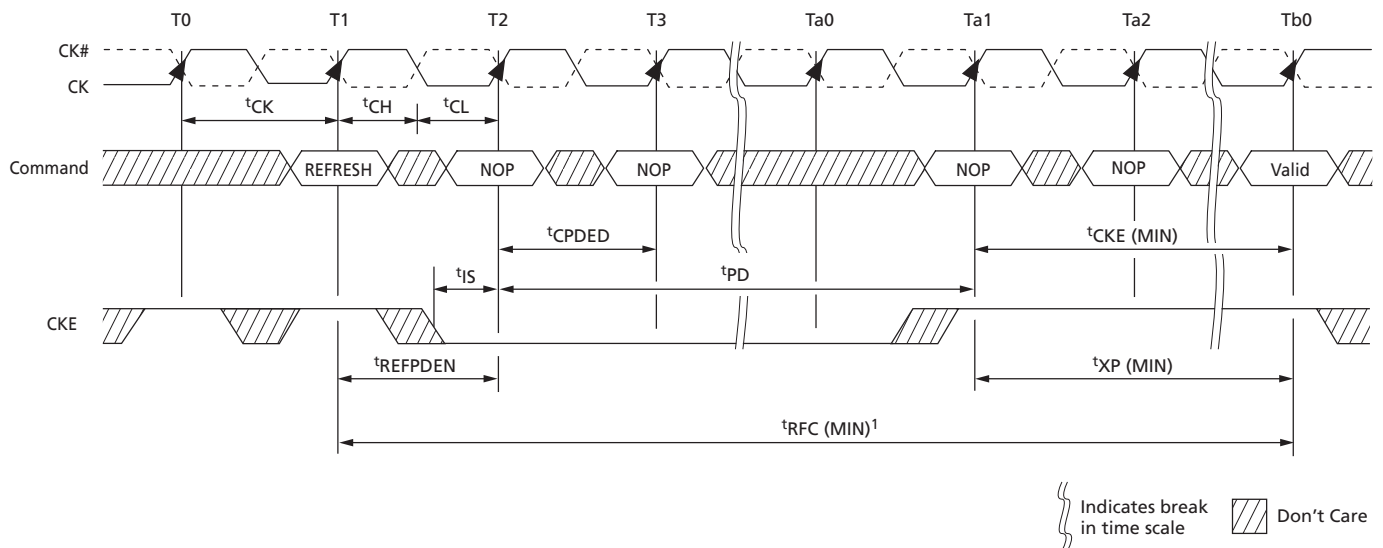 T0 T1 T2 T3 Ta0 Ta1 Ta2 Tb0
CK#
CK
tCK tCH tCL
Command REFRESH NOP NOP NOP NOP Valid
tCPDED tCKE (MIN)
tIS tPD
CKE
tREFPDEN tXP (MIN)
tRFC (MIN)1
Indicates break
in time scale
Don't Care